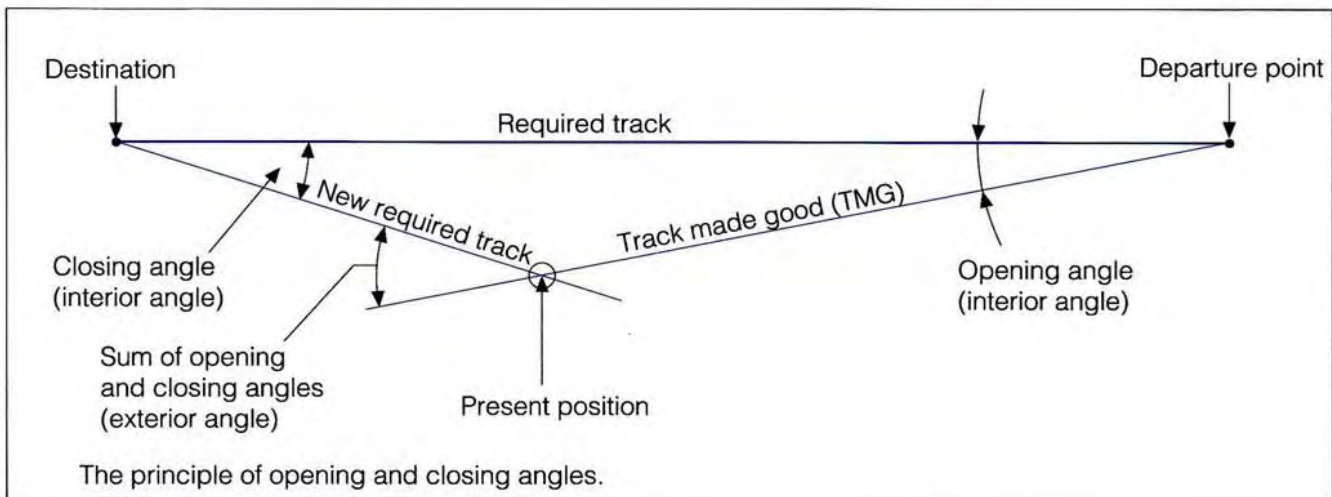 Destination
Departure point
Required track
New required track
Track made good (TMG)
Closing angle
(interior angle)
Opening angle
(interior angle)
Sum of opening
and closing angles
(exterior angle)
Present position
The principle of opening and closing angles.